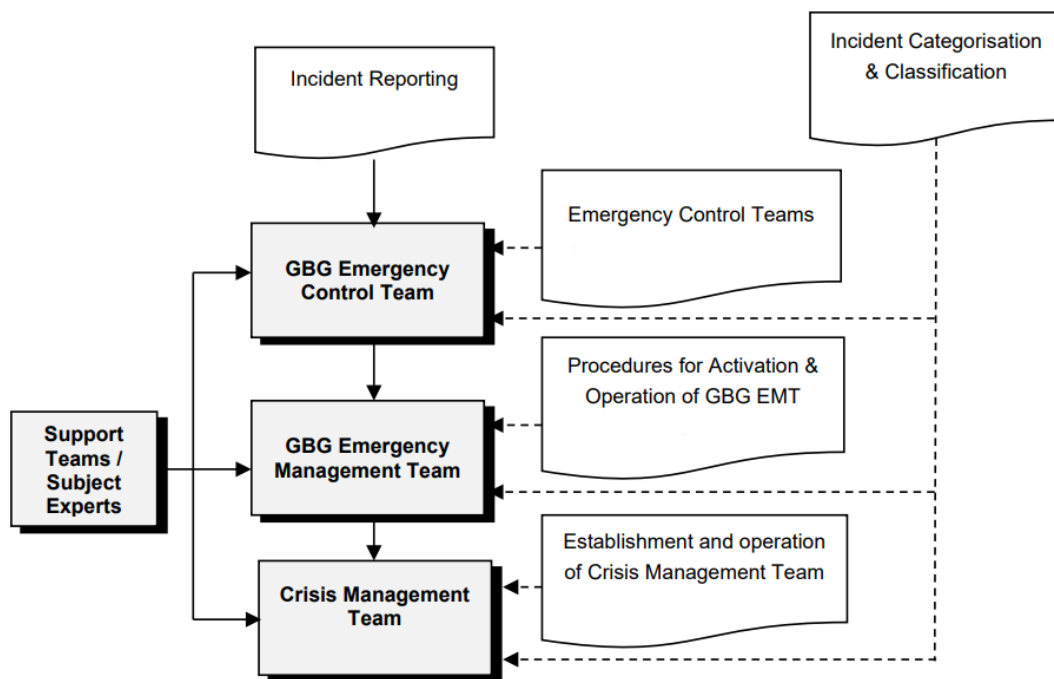 Incident Categorisation
& Classification
Incident Reporting
Emergency Control Teams
GBG Emergency
Control Team
Procedures for Activation &
Operation of GBG EMT
GBG Emergency
Management Team
Support
Teams /
Subject
Experts
Establishment and operation
of Crisis Management Team
Crisis Management
Team